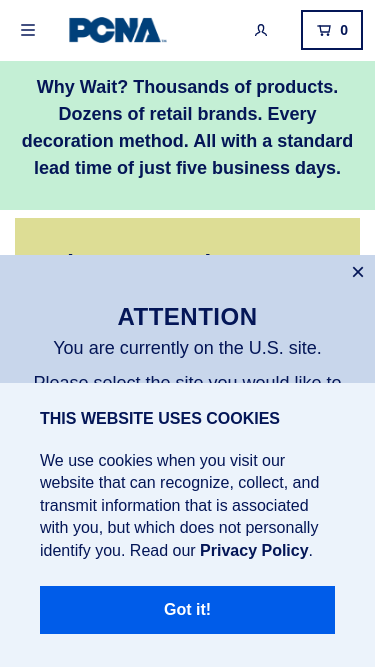 PCNA
0
Why Wait? Thousands of products.
Dozens of retail brands. Every
decoration method. All with a standard
lead time of just five business days.
ATTENTION
You are currently on the U.S. site.
Please select the site you would like to
THIS WEBSITE USES COOKIES
We use cookies when you visit our
website that can recognize, collect, and
transmit information that is associated
with you, but which does not personally
identify you. Read our Privacy Policy.
Got it!